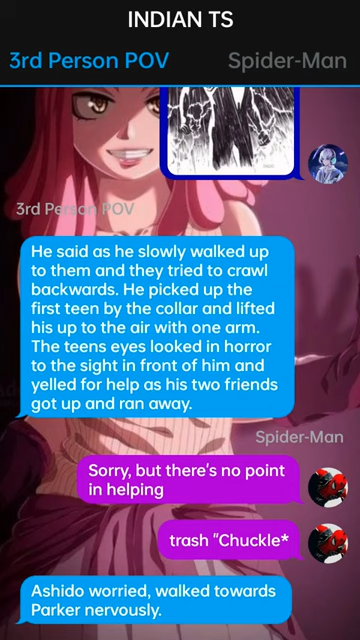 INDIAN TS
3rd Person POV
Spider-Man
3rd Person POV
He said as he slowly walked up
to them and they tried to crawl
backwards. He picked up the
first teen by the collar and lifted
his up to the air with one arm.
The teens eyes looked in horror
to the sight in front of him and
yelled for help as his two friends
got up and ran away.
Spider-Man
Sorry, but there's no point
in helping
trash "Chuckle*
Ashido worried, walked towards
Parker nervously.